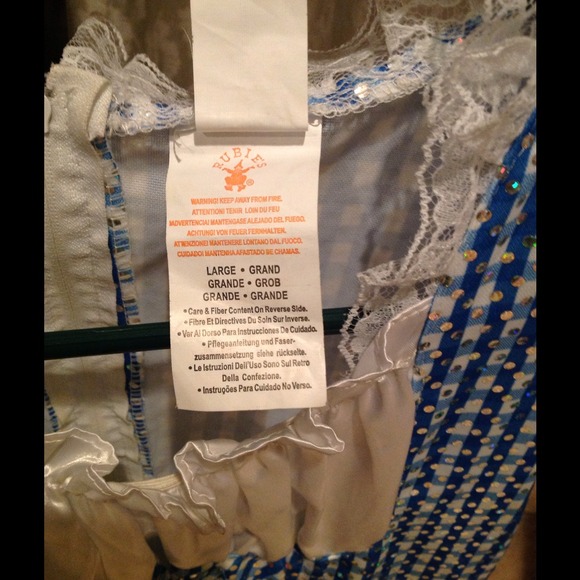 RUBIES
®
WARNING! KEEP AWAY FROM FIRE.
ATTENTION! TENIR LOIN DU FEU
¡ADVERTENCIA! MANTENGASE ALEJADO DEL FUEGO.
ACHTUNG! VON FEUER FERNHALTEN.
ATTENZIONE! MANTENERE LONTANO DAL FUOCO.
CUIDADO! MANTENHA AFASTADO DE CHAMAS.
LARGE • GRAND
GRANDE • GROB
GRANDE • GRANDE
• Care & Fiber Content On Reverse Side.
• Fibre Et Directives Du Soin Sur Inverse.
• Ver Al Dorso Para Instrucciones De Cuidado.
• Pflegeanleitung und Faser-
zusammensetzung siehe rückseite.
• Le Istruzioni Dell'Uso Sono Sul Retro
Della Confezione.
• Instruções Para Cuidado No Verso.